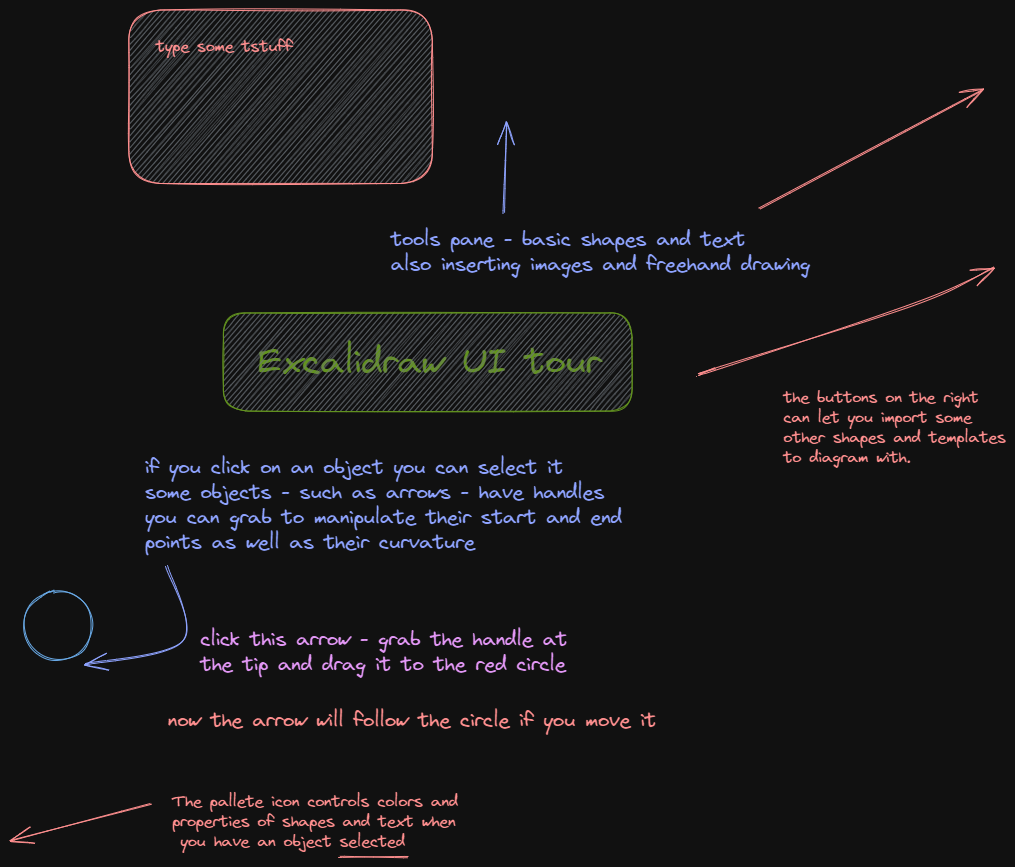 type some tstuff
tools pane - basic shapes and text
also inserting images and freehand drawing
Excalidraw UI tour
the buttons on the right
can let you import some
other shapes and templates
to diagram with.
if you click on an object you can select it
some objects - such as arrows - have handles
you can grab to manipulate their start and end
points as well as their curvature
click this arrow - grab the handle at
the tip and drag it to the red circle
now the arrow will follow the circle if you move it
The pallete icon controls colors and
properties of shapes and text when
you have an object selected